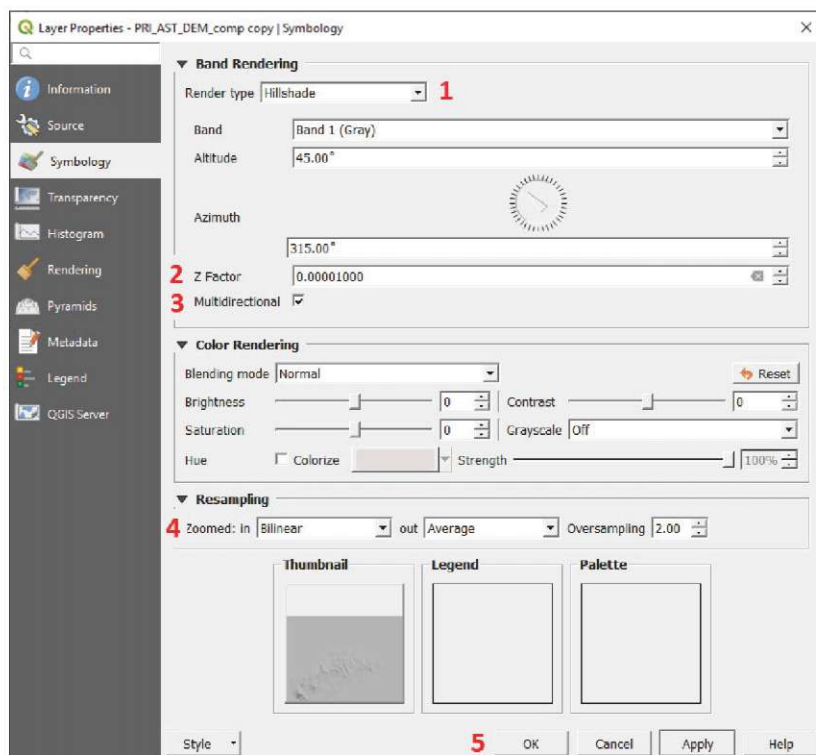 Layer Properties - PRI_AST_DEM_comp copy | Symbology
Information
Source
Symbology
Transparency
Histogram
Rendering
Pyramids
Metadata
Legend
QGIS Server
Band Rendering
Render type Hillshade 1
Band Band 1 (Gray)
Altitude 45.00°
Azimuth
315.00°
2 Z Factor 0.00001000
3 Multidirectional
Color Rendering
Blending mode Normal Reset
Brightness 0 Contrast 0
Saturation 0 Grayscale Off
Hue Colorize Strength 100%
Resampling
4 Zoomed: in Bilinear out Average Oversampling 2.00
Thumbnail Legend Palette
Style 5 OK Cancel Apply Help